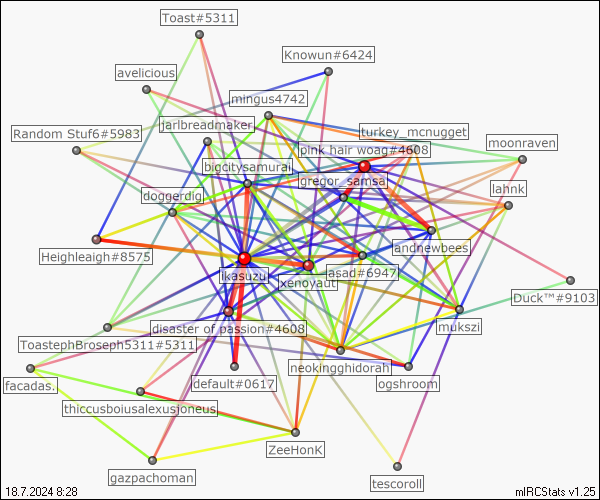 Toast#5311
Knowun#6424
avelicious
mingus4742
jarlbreadmaker
turkey_mcnugget
Random Stuf6#5983
pink hair woag#4608
moonraven
bigcitysamurai
gregor_samsa
doggerdig
lahnk
andnewbees
Heighleaigh#8575
lkasuzu
xenoyaut
asad#6947
Duck™#9103
disaster of passion#4608
mukszi
ToastephBroseph5311#5311
neokingghidorah
facadas.
default#0617
ogshroom
thiccusboiusalexusjoneus
ZeeHonK
gazpachoman
tescoroll
18.7.2024 8:28
mIRCStats v1.25